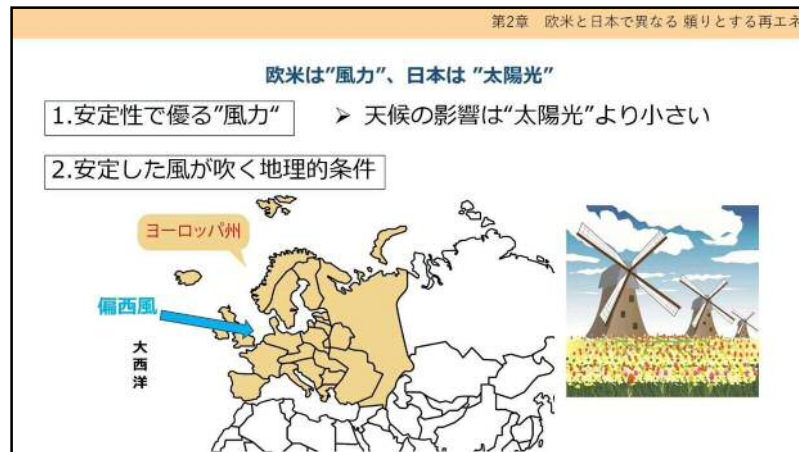 第2章　欧米と日本で異なる 頼りとする再エネ
欧米は”風力”、日本は ”太陽光”
1.安定性で優る”風力“　➢ 天候の影響は“太陽光”より小さい
2.安定した風が吹く地理的条件
ヨーロッパ州
偏西風
大西洋